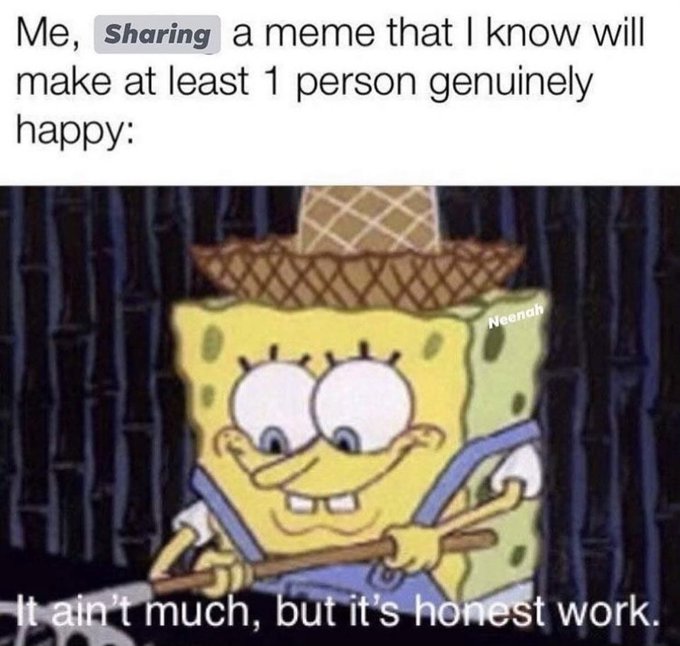 Me, Sharing a meme that I know will
make at least 1 person genuinely
happy:
Neenah
It ain't much, but it's honest work.